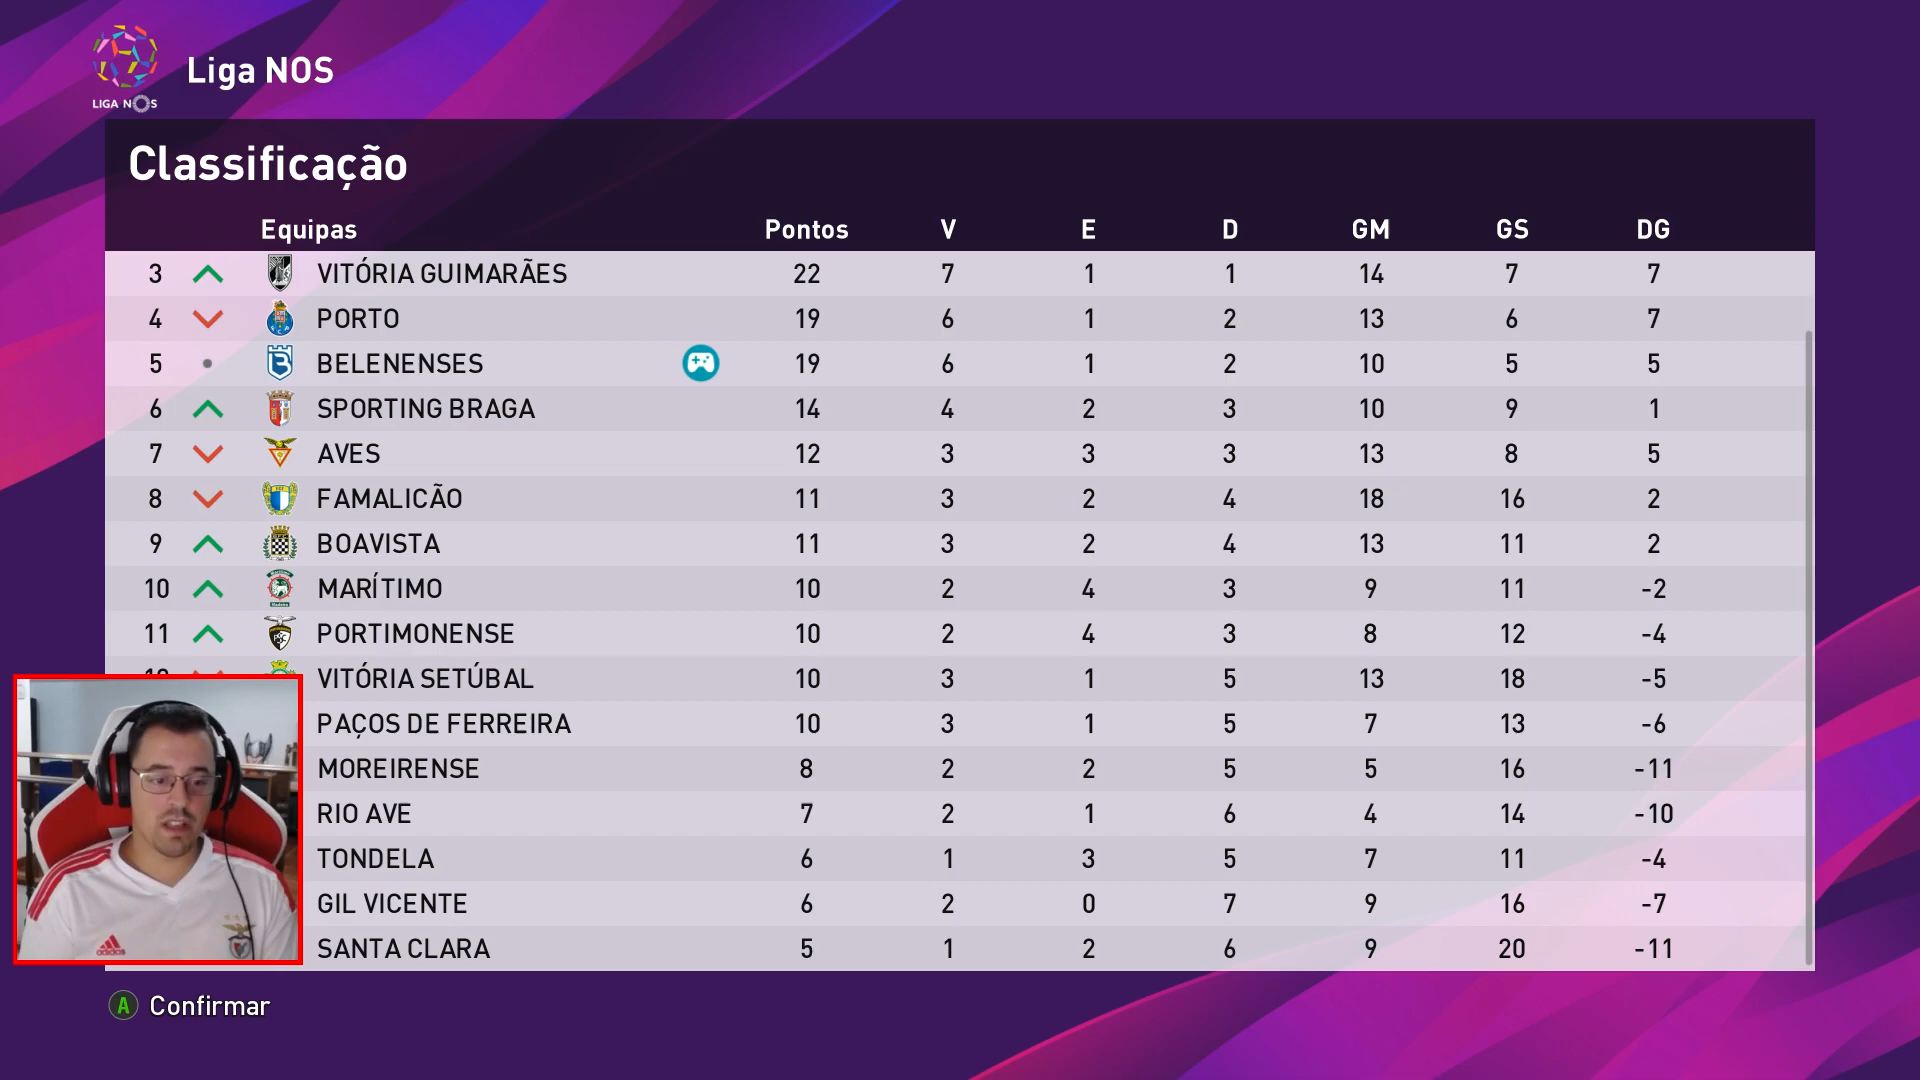 LIGA NOS
Liga NOS
Classificação
Equipas Pontos V E D GM GS DG
3 VITÓRIA GUIMARÃES 22 7 1 1 14 7 7
4 PORTO 19 6 1 2 13 6 7
5 BELENENSES 19 6 1 2 10 5 5
6 SPORTING BRAGA 14 4 2 3 10 9 1
7 AVES 12 3 3 3 13 8 5
8 FAMALICÃO 11 3 2 4 18 16 2
9 BOAVISTA 11 3 2 4 13 11 2
10 MARÍTIMO 10 2 4 3 9 11 -2
11 PORTIMONENSE 10 2 4 3 8 12 -4
VITÓRIA SETÚBAL 10 3 1 5 13 18 -5
PAÇOS DE FERREIRA 10 3 1 5 7 13 -6
MOREIRENSE 8 2 2 5 5 16 -11
RIO AVE 7 2 1 6 4 14 -10
TONDELA 6 1 3 5 7 11 -4
GIL VICENTE 6 2 0 7 9 16 -7
SANTA CLARA 5 1 2 6 9 20 -11
adidas
A Confirmar